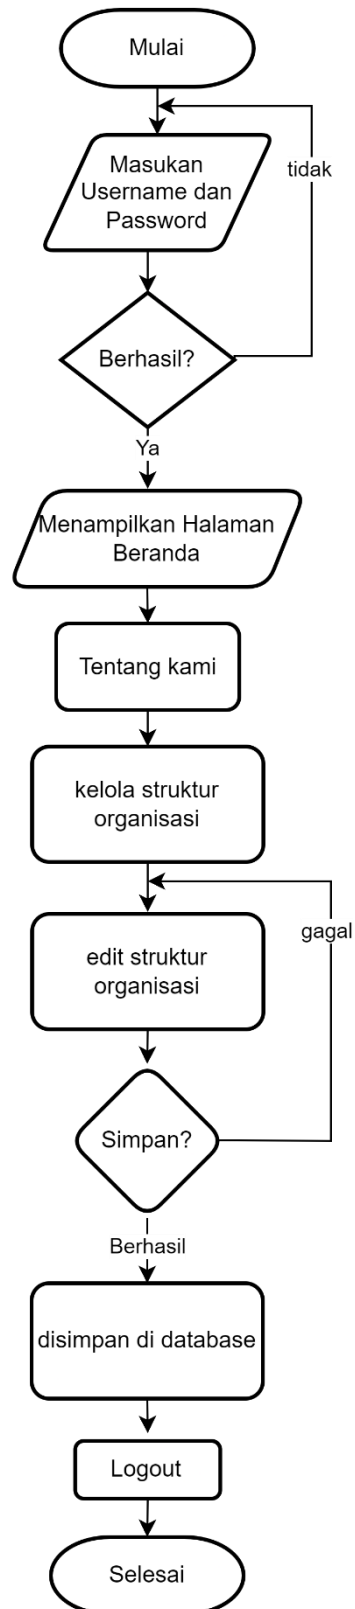 Mulai
tidak
Masukan
Username dan
Password
Berhasil?
Ya
Menampilkan Halaman
Beranda
Tentang kami
kelola struktur
organisasi
gagal
edit struktur
organisasi
Simpan?
Berhasil
disimpan di database
Logout
Selesai